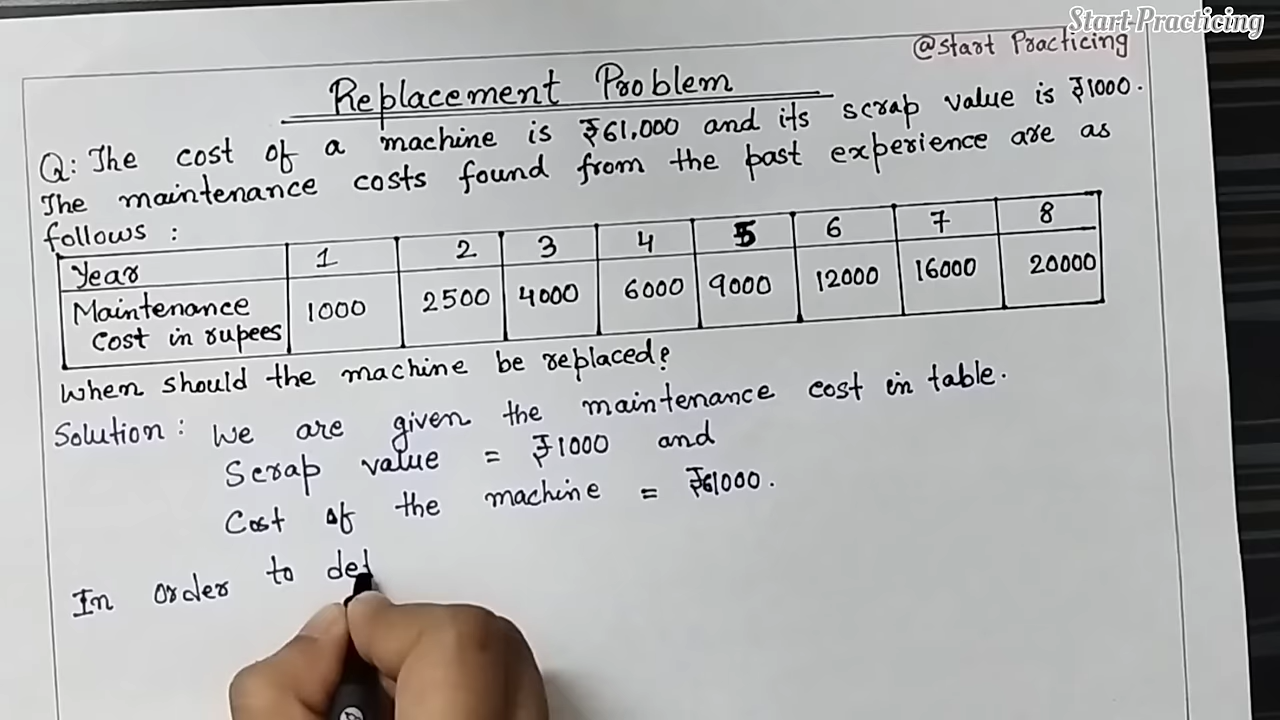 Start Practicing
@start Practicing
Replacement Problem
Q: The cost of a machine is ₹61,000 and its scrap value is ₹1000.
The maintenance costs found from the past experience are as
follows :
Year 1 2 3 4 5 6 7 8
Maintenance Cost in rupees 1000 2500 4000 6000 9000 12000 16000 20000
When should the machine be replaced?
Solution: We are given the maintenance cost in table.
Scrap value = ₹1000 and
Cost of the machine = ₹61000.
In order to det